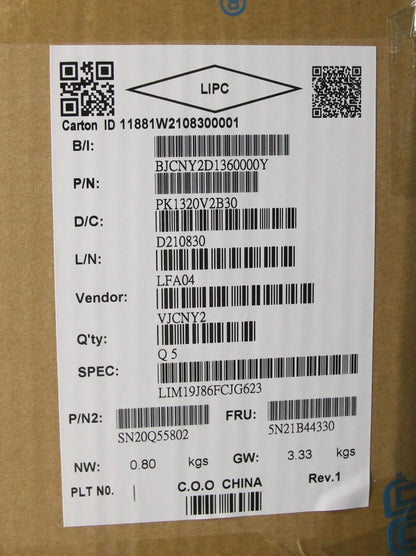 LIPC
Carton ID 11881W2108300001
B/I:
BJCNY2D1360000Y
P/N:
PK1320V2B30
D/C:
D210830
L/N:
LFA04
Vendor:
VJCNY2
Q'ty:
Q 5
SPEC:
LIM19J86FCJG623
P/N2: FRU:
SN20Q55802 5N21B44330
NW: 0.80 kgs GW: 3.33 kgs
PLT NO. C.O.O CHINA Rev.1